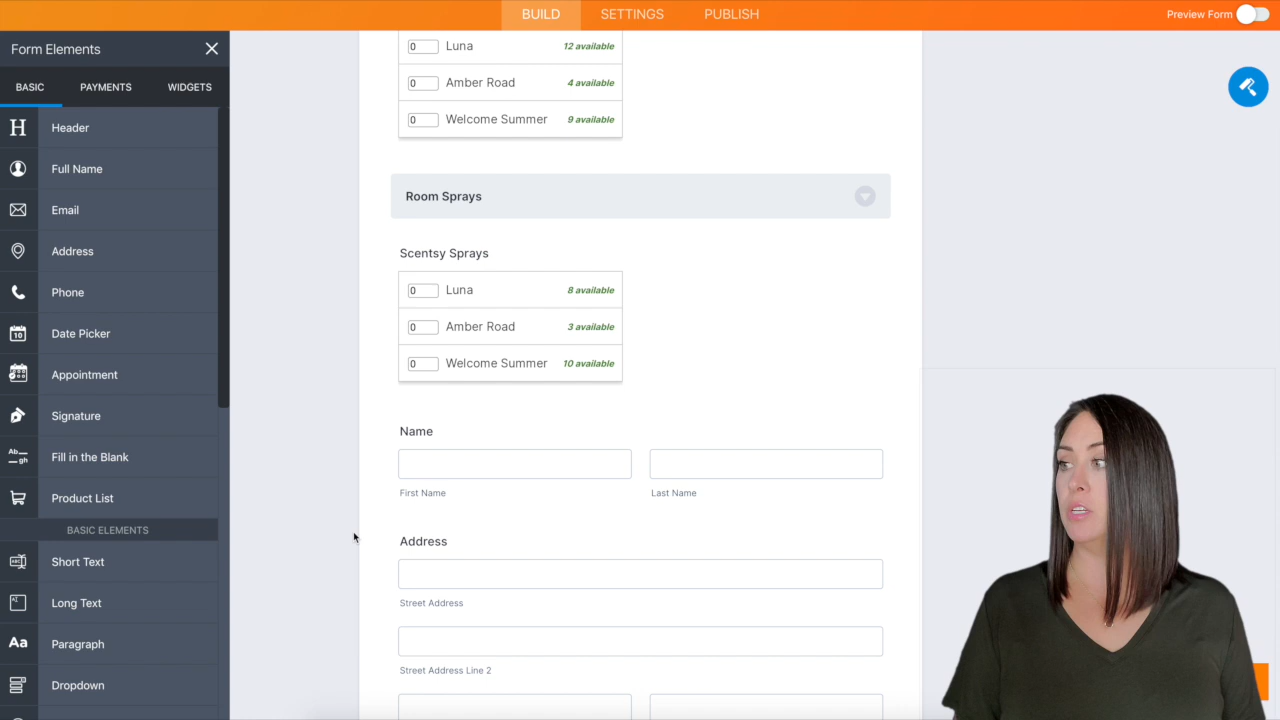 BUILD SETTINGS PUBLISH Preview Form
Form Elements
BASIC PAYMENTS WIDGETS
H Header
Full Name
Email
Address
Phone
10 Date Picker
Appointment
Signature
Ab gh Fill in the Blank
Product List
BASIC ELEMENTS
Short Text
Long Text
Aa Paragraph
Dropdown
0 Luna 12 available
0 Amber Road 4 available
0 Welcome Summer 9 available
Room Sprays
Scentsy Sprays
0 Luna 8 available
0 Amber Road 3 available
0 Welcome Summer 10 available
Name
First Name Last Name
Address
Street Address
Street Address Line 2